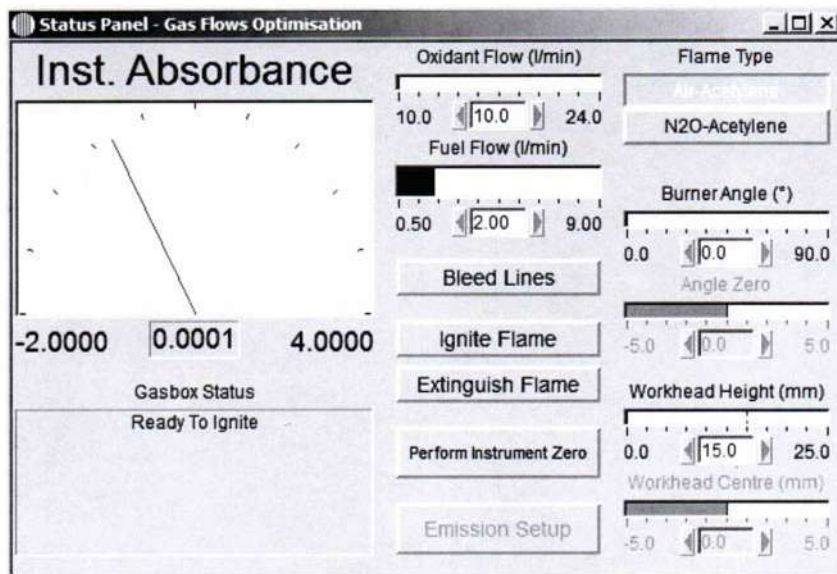 Status Panel - Gas Flows Optimisation
Inst. Absorbance
-2.0000 0.0001 4.0000
Gasbox Status
Ready To Ignite
Oxidant Flow (l/min)
10.0 10.0 24.0
Fuel Flow (l/min)
0.50 2.00 9.00
Bleed Lines
Ignite Flame
Extinguish Flame
Perform Instrument Zero
Emission Setup
Flame Type
Air-Acetylene
N2O-Acetylene
Burner Angle (°)
0.0 0.0 90.0
Angle Zero
-5.0 0.0 5.0
Workhead Height (mm)
0.0 15.0 25.0
Workhead Centre (mm)
-5.0 0.0 5.0